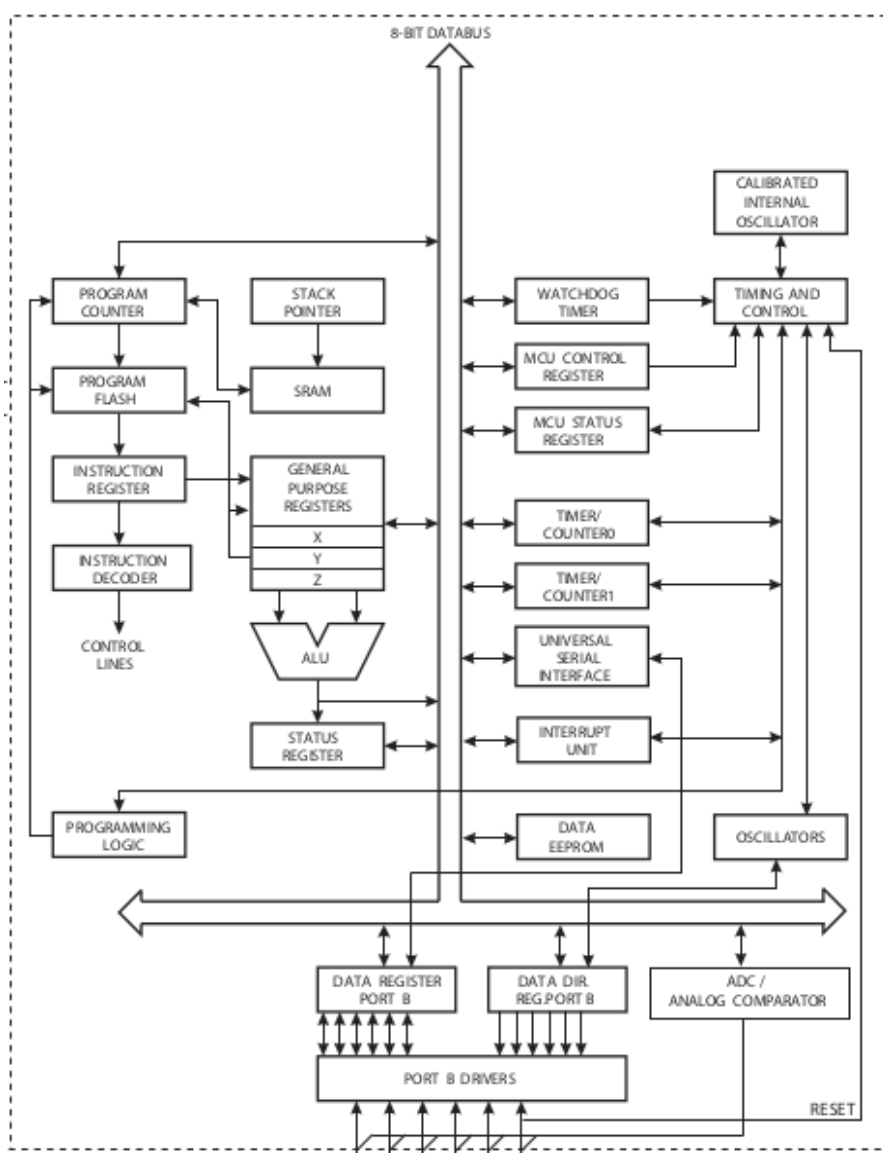 8-BIT DATABUS
CALIBRATED
INTERNAL
OSCILLATOR
PROGRAM
COUNTER
STACK
POINTER
WATCHDOG
TIMER
TIMING AND
CONTROL
PROGRAM
FLASH
SRAM
MCU CONTROL
REGISTER
MCU STATUS
REGISTER
INSTRUCTION
REGISTER
GENERAL
PURPOSE
REGISTERS
X
Y
Z
TIMER/
COUNTER0
INSTRUCTION
DECODER
TIMER/
COUNTER1
CONTROL
LINES
ALU
UNIVERSAL
SERIAL
INTERFACE
STATUS
REGISTER
INTERRUPT
UNIT
PROGRAMMING
LOGIC
DATA
EEPROM
OSCILLATORS
DATA REGISTER
PORT B
DATA DIR.
REG.PORT B
ADC /
ANALOG COMPARATOR
PORT B DRIVERS
RESET